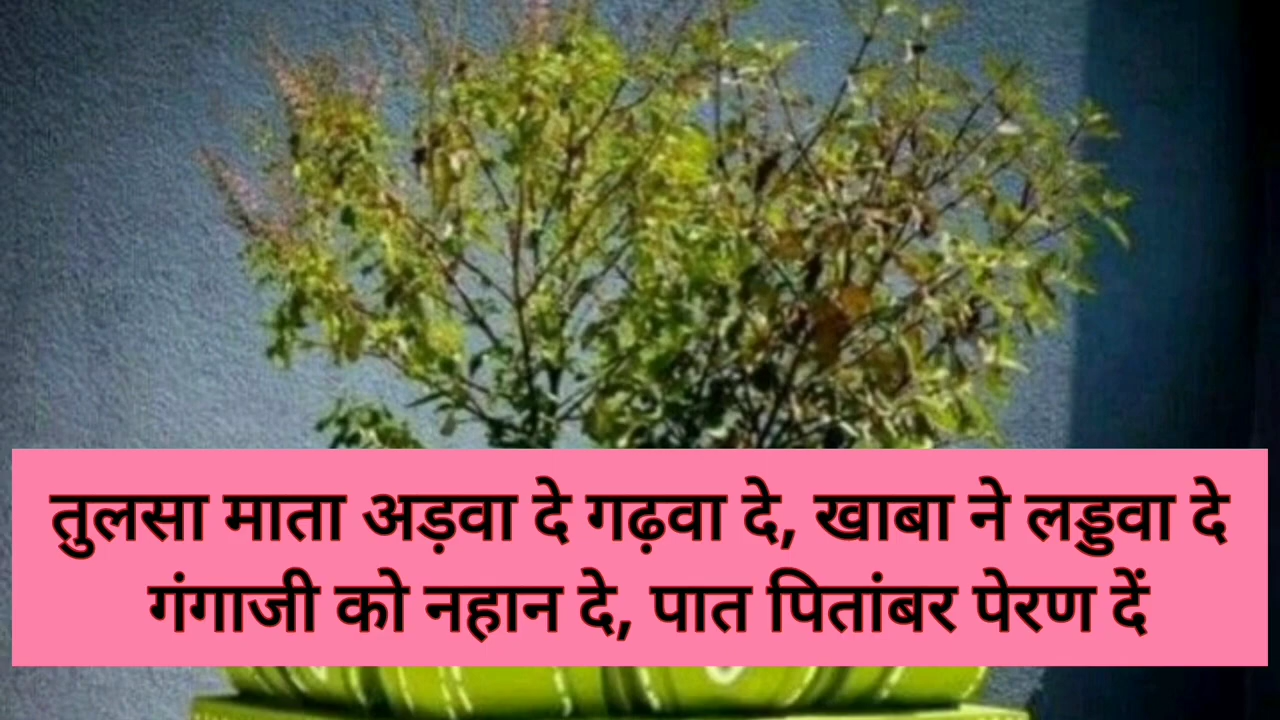 तुलसा माता अड़वा दे गढ़वा दे, खाबा ने लड्डुवा दे
गंगाजी को नहान दे, पात पितांबर पेरण दें